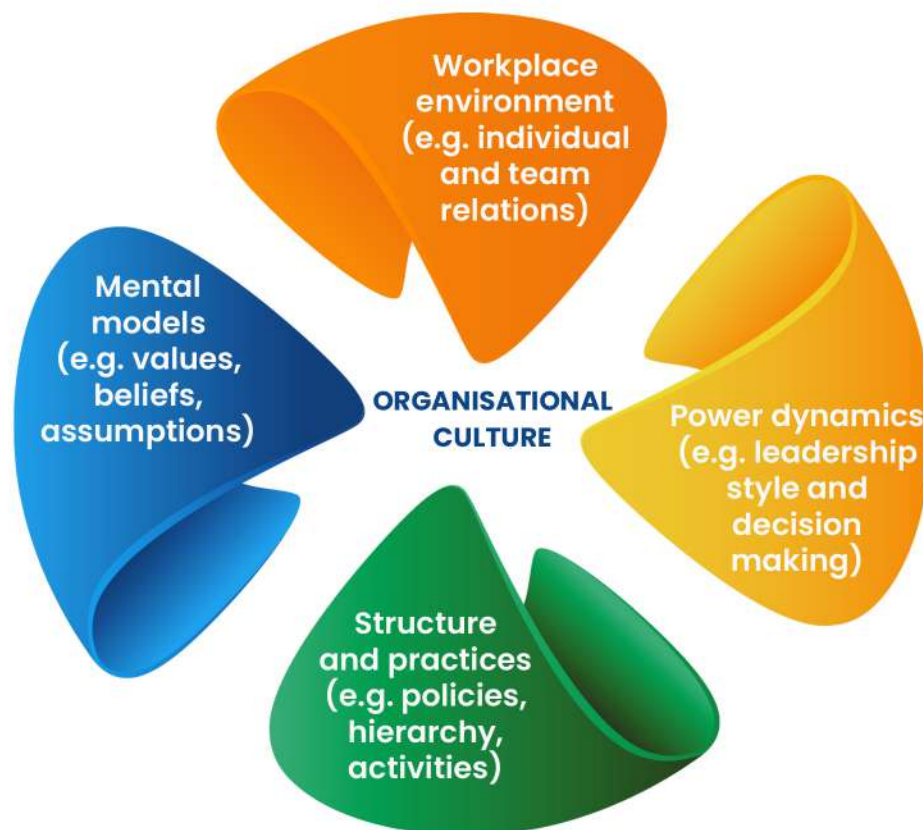 Workplace
environment
(e.g. individual
and team
relations)
Mental
models
(e.g. values,
beliefs,
assumptions)
ORGANISATIONAL
CULTURE
Power dynamics
(e.g. leadership
style and
decision
making)
Structure
and practices
(e.g. policies,
hierarchy,
activities)